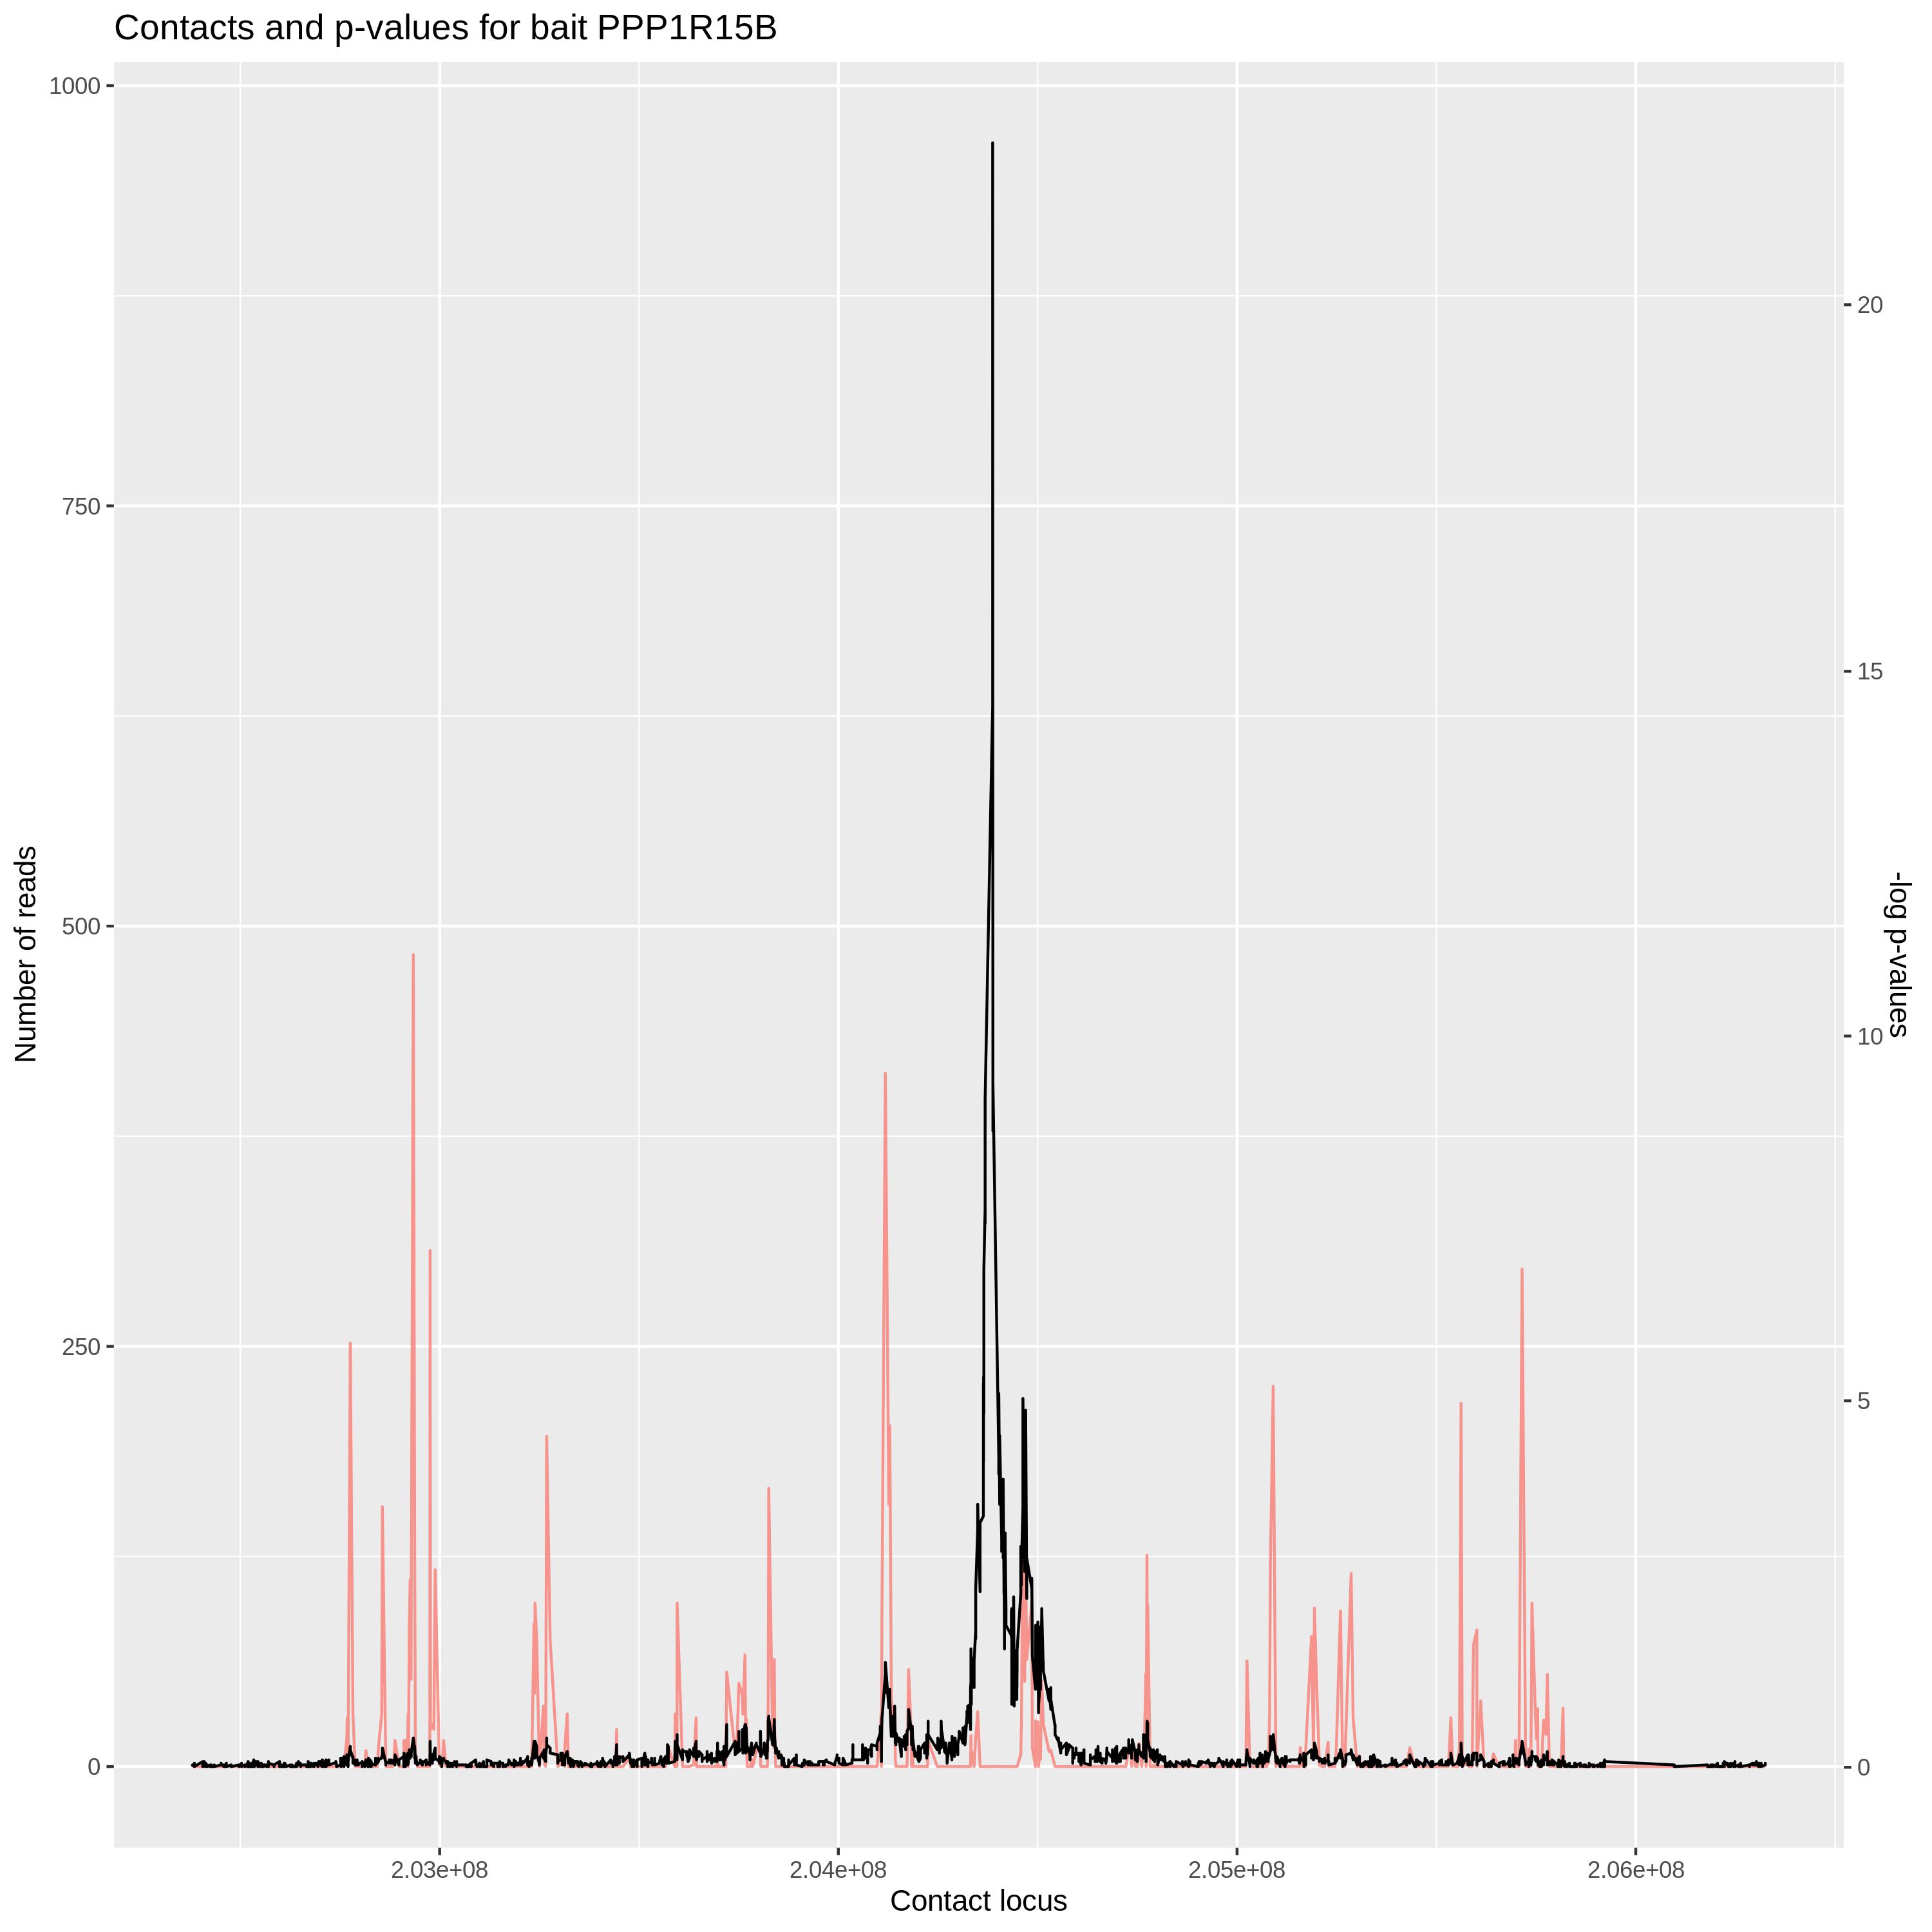 Contacts and p-values for bait PPP1R15B
1000
750
500
250
0
Number of reads
20
15
10
5
0
-log p-values
2.03e+08
2.04e+08
2.05e+08
2.06e+08
Contact locus